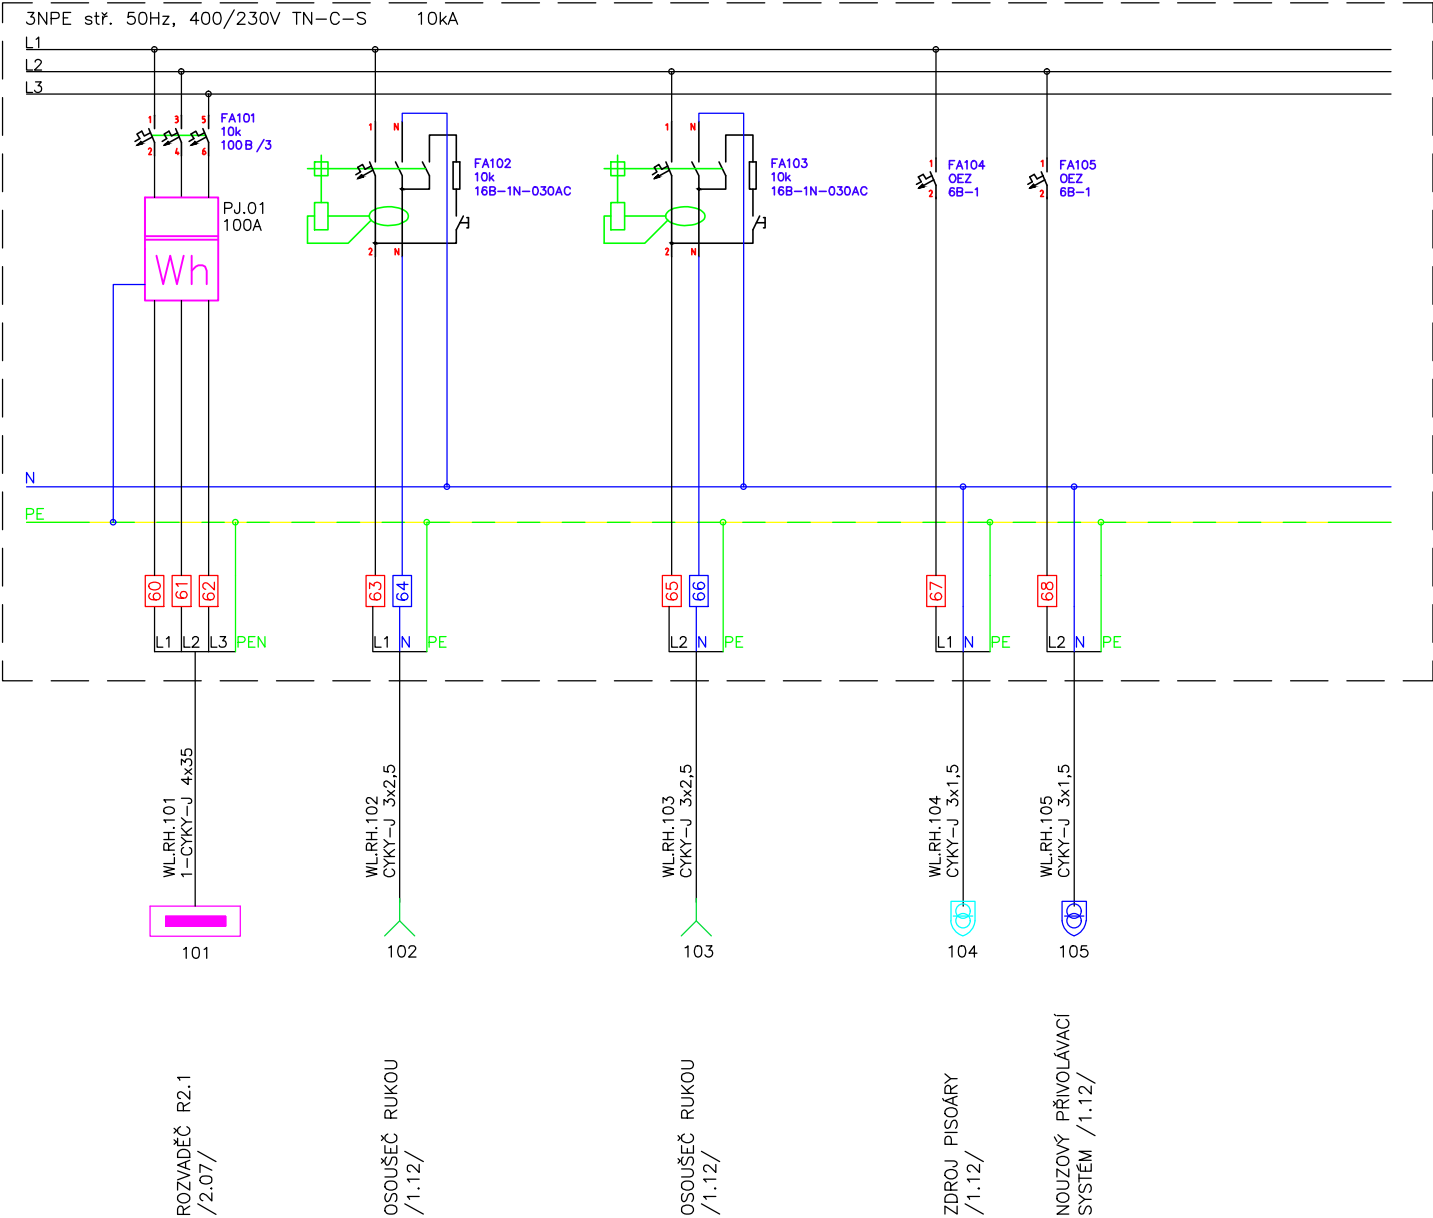 3NPE stř. 50Hz, 400/230V TN-C-S 10kA
L1
L2
L3
1 3 5
2 4 6
FA101
10k
100B /3
PJ.01
100A
Wh
1 N
2 N
FA102
10k
16B-1N-030AC
1 N
2 N
FA103
10k
16B-1N-030AC
1
2
FA104
OEZ
6B-1
1
2
FA105
OEZ
6B-1
N
PE
60 61 62 63 64 65 66 67 68
L1 L2 L3 PEN L1 N PE L2 N PE L1 N PE L2 N PE
WL.RH.101
1-CYKY-J 4x35
WL.RH.102
CYKY-J 3x2,5
WL.RH.103
CYKY-J 3x2,5
WL.RH.104
CYKY-J 3x1,5
WL.RH.105
CYKY-J 3x1,5
101 102 103 104 105
ROZVADĚČ R2.1
/2.07/
OSOUŠEČ RUKOU
/1.12/
OSOUŠEČ RUKOU
/1.12/
ZDROJ PISOÁRY
/1.12/
NOUZOVÝ PŘIVOLÁVACÍ
SYSTÉM /1.12/